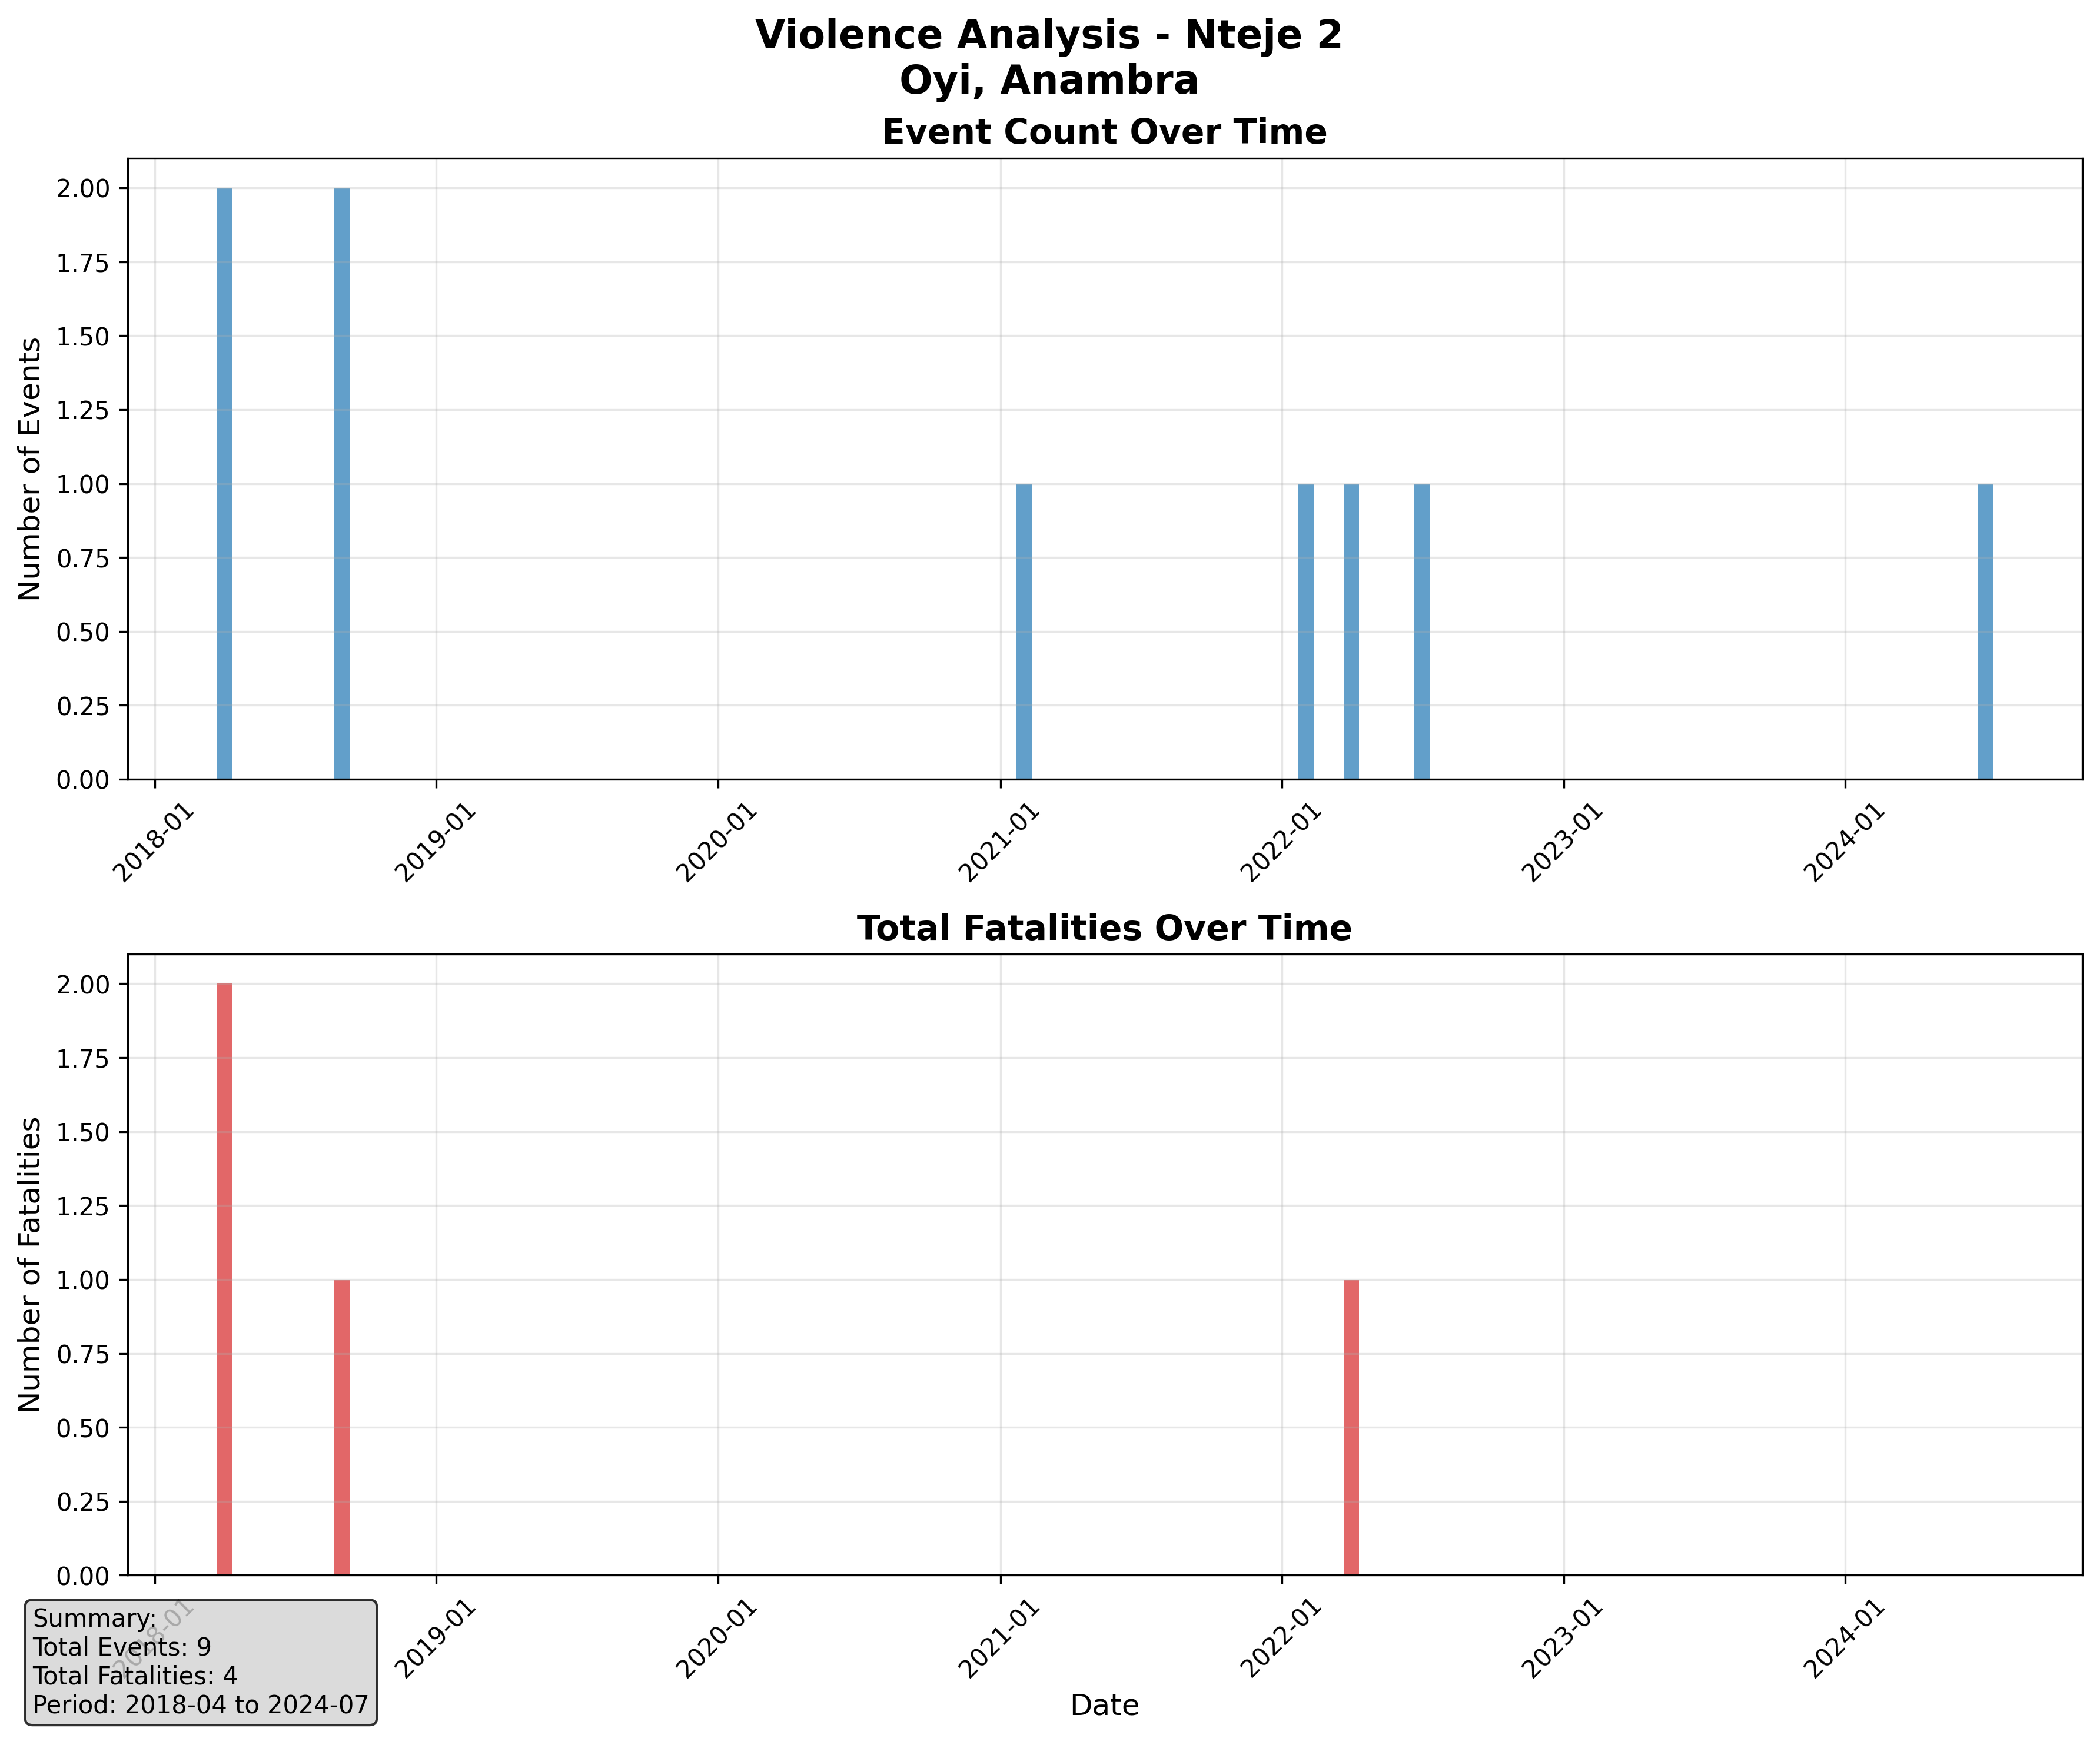 Violence Analysis - Nteje 2
Oyi, Anambra
Event Count Over Time
Number of Events
2.00
1.75
1.50
1.25
1.00
0.75
0.50
0.25
0.00
2018-01
2019-01
2020-01
2021-01
2022-01
2023-01
2024-01
Total Fatalities Over Time
Number of Fatalities
2.00
1.75
1.50
1.25
1.00
0.75
0.50
0.25
0.00
2018-01
2019-01
2020-01
2021-01
2022-01
2023-01
2024-01
Date
Summary:
Total Events: 9
Total Fatalities: 4
Period: 2018-04 to 2024-07